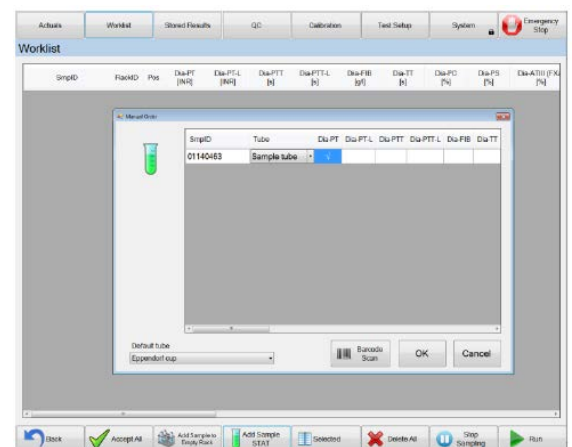 Actuals Worklist Stored Results QC Calibration Test Setup System Emergency Stop
Worklist
SmplID RackID Pos Dia-PT [INR] Dia-PT-L [INR] Dia-PTT [s] Dia-PTT-L [s] Dia-FIB [g/l] Dia-TT [s] Dia-PC [%] Dia-PS [%] Dia-ATIII (FXa [%]
Manual Order
SmplID Tube Dia-PT Dia-PT-L Dia-PTT Dia-PTT-L Dia-FIB Dia-TT
01140463 Sample tube √
Default tube
Eppendorf cup
Barcode Scan OK Cancel
Back Accept All Add Sample to Empty Rack Add Sample STAT Selected Delete All Stop Sampling Run